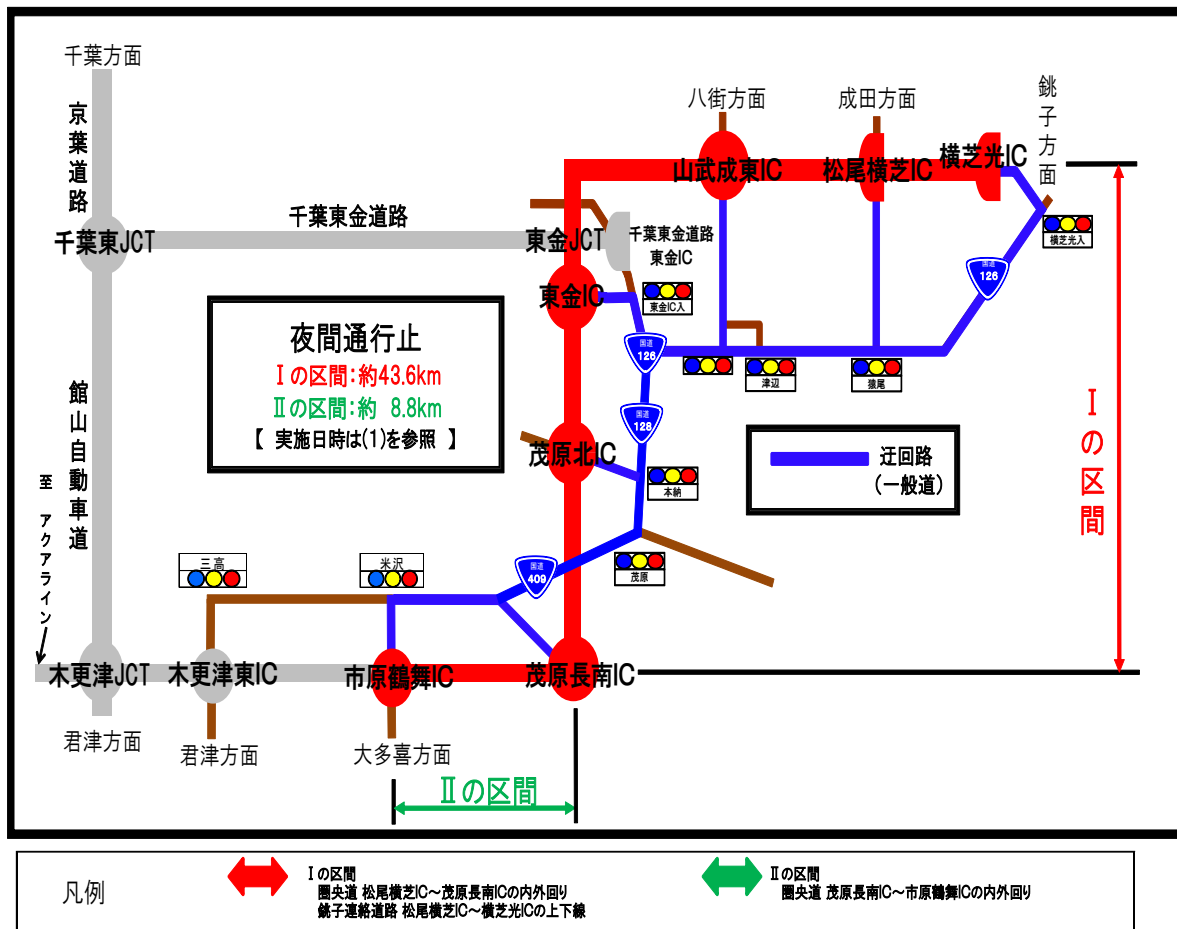 千葉方面
京葉道路
八街方面
成田方面
銚子方面
山武成東IC
松尾横芝IC
横芝光IC
千葉東金道路
千葉東JCT
東金JCT
千葉東金道路
東金IC
横芝光入
国道
126
東金IC
東金IC入
夜間通行止
Ⅰの区間:約43.6km
Ⅱの区間:約 8.8km
【 実施日時は(1)を参照 】
国道
126
津辺
猿尾
館山自動車道
国道
128
Ⅰの区間
茂原北IC
本納
迂回路
(一般道)
至 アクアライン
三高
米沢
国道
409
茂原
木更津JCT
木更津東IC
市原鶴舞IC
茂原長南IC
君津方面
君津方面
大多喜方面
Ⅱの区間
凡例
Ⅰの区間
圏央道 松尾横芝IC～茂原長南ICの内外回り
銚子連絡道路 松尾横芝IC～横芝光ICの上下線
Ⅱの区間
圏央道 茂原長南IC～市原鶴舞ICの内外回り